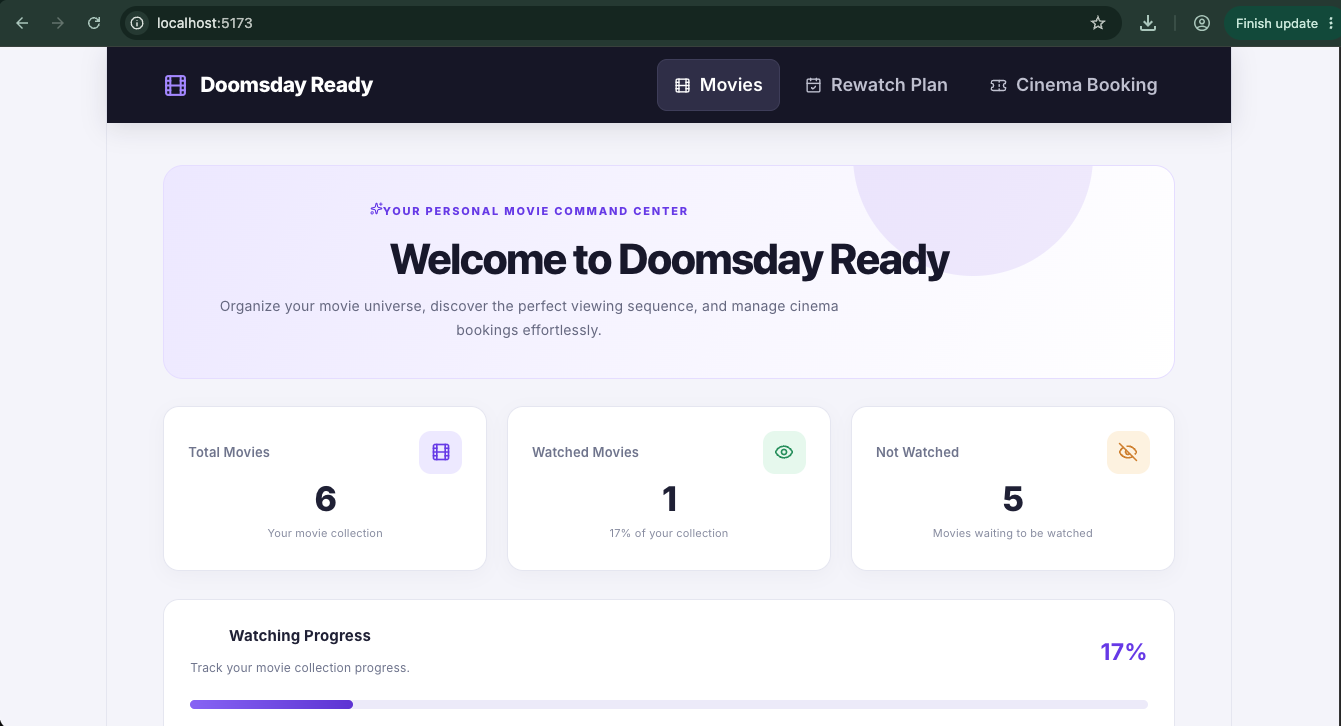 localhost:5173
Finish update
Doomsday Ready
Movies
Rewatch Plan
Cinema Booking
YOUR PERSONAL MOVIE COMMAND CENTER
Welcome to Doomsday Ready
Organize your movie universe, discover the perfect viewing sequence, and manage cinema
bookings effortlessly.
Total Movies
6
Your movie collection
Watched Movies
1
17% of your collection
Not Watched
5
Movies waiting to be watched
Watching Progress
Track your movie collection progress.
17%